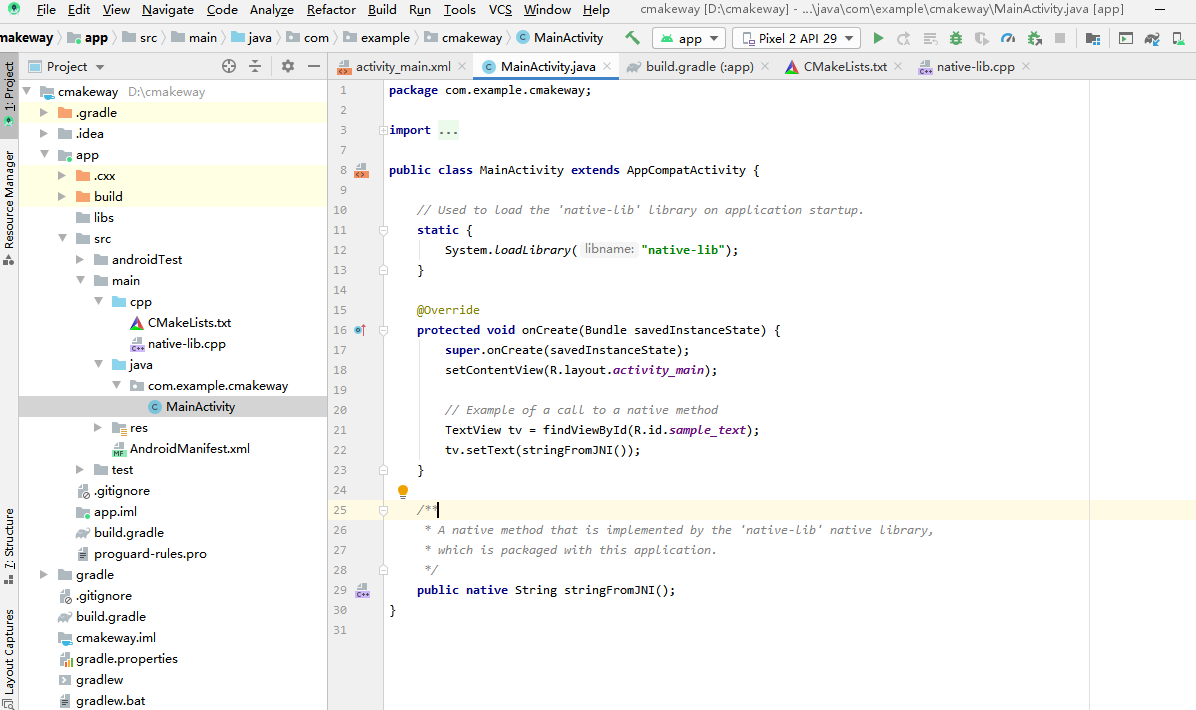 File Edit View Navigate Code Analyze Refactor Build Run Tools VCS Window Help cmakeway [D:\cmakeway] - ...\java\com\example\cmakeway\MainActivity.java [app]
makeway app src main java com example cmakeway MainActivity app Pixel 2 API 29
1: Project
Resource Manager
7: Structure
Layout Captures
Project
cmakeway D:\cmakeway
.gradle
.idea
app
.cxx
build
libs
src
androidTest
main
cpp
CMakeLists.txt
native-lib.cpp
java
com.example.cmakeway
MainActivity
res
AndroidManifest.xml
test
.gitignore
app.iml
build.gradle
proguard-rules.pro
gradle
.gitignore
build.gradle
cmakeway.iml
gradle.properties
gradlew
gradlew.bat
activity_main.xml MainActivity.java build.gradle (:app) CMakeLists.txt native-lib.cpp
1 package com.example.cmakeway;
2
3 import ...
7
8 public class MainActivity extends AppCompatActivity {
9
10 // Used to load the 'native-lib' library on application startup.
11 static {
12 System.loadLibrary( libname: "native-lib");
13 }
14
15 @Override
16 protected void onCreate(Bundle savedInstanceState) {
17 super.onCreate(savedInstanceState);
18 setContentView(R.layout.activity_main);
19
20 // Example of a call to a native method
21 TextView tv = findViewById(R.id.sample_text);
22 tv.setText(stringFromJNI());
23 }
24
25 /**
26 * A native method that is implemented by the 'native-lib' native library,
27 * which is packaged with this application.
28 */
29 public native String stringFromJNI();
30 }
31